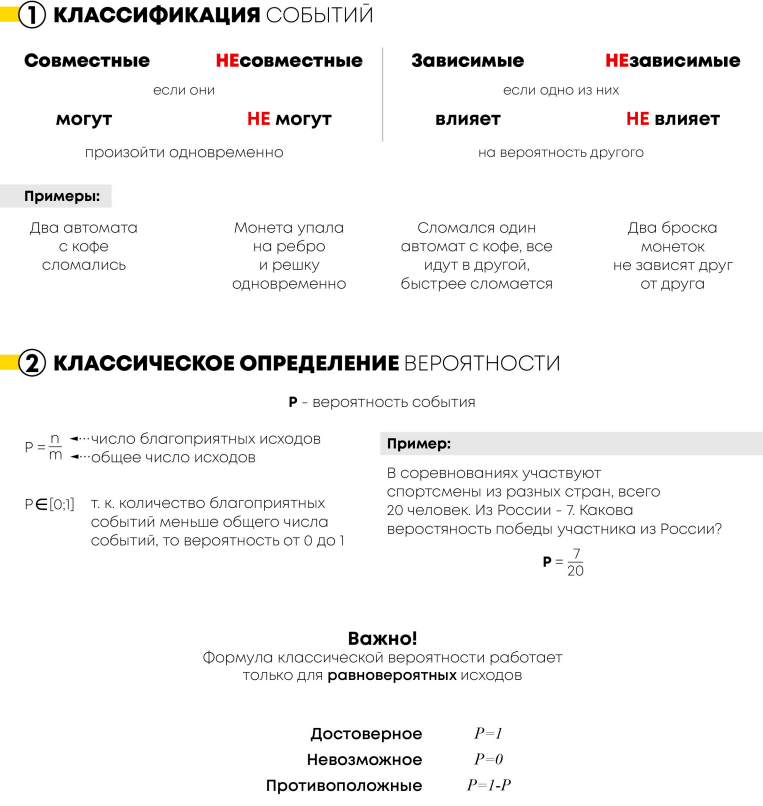 1 КЛАССИФИКАЦИЯ СОБЫТИЙ
Совместные НЕсовместные
если они
могут НЕ могут
произойти одновременно
Зависимые НЕзависимые
если одно из них
влияет НЕ влияет
на вероятность другого
Примеры:
Два автомата
с кофе
сломались
Монета упала
на ребро
и решку
одновременно
Сломался один
автомат с кофе, все
идут в другой,
быстрее сломается
Два броска
монеток
не зависят друг
от друга
2 КЛАССИЧЕСКОЕ ОПРЕДЕЛЕНИЕ ВЕРОЯТНОСТИ
P - вероятность события
P = n/m
число благоприятных исходов
общее число исходов
P∈[0;1]
т. к. количество благоприятных
событий меньше общего числа
событий, то вероятность от 0 до 1
Пример:
В соревнованиях участвуют
спортсмены из разных стран, всего
20 человек. Из России - 7. Какова
веростяность победы участника из России?
P = 7/20
Важно!
Формула классической вероятности работает
только для равновероятных исходов
Достоверное P=1
Невозможное P=0
Противоположные P=1-P